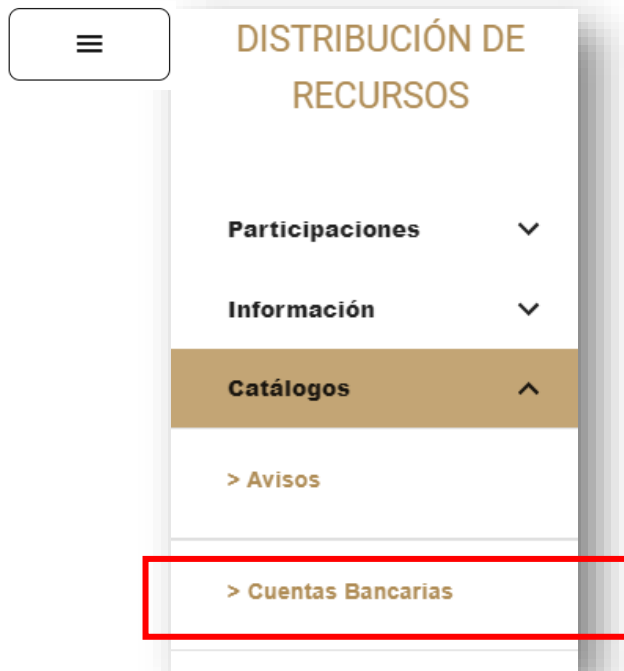 DISTRIBUCIÓN DE
RECURSOS
Participaciones
Información
Catálogos
> Avisos
> Cuentas Bancarias